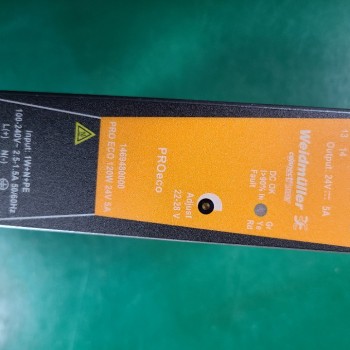 13 14
Output 24V⎓ 5A
Weidmüller
DC OK Gr
I>90% In Ye
Fault Rd
Adjust
22-28 V
PROeco
1469480000
PRO ECO 120W 24V 5A
Input: 1W+N+PE
100-240V~ 2.5-1.5A 50/60Hz
L(+) N(-)